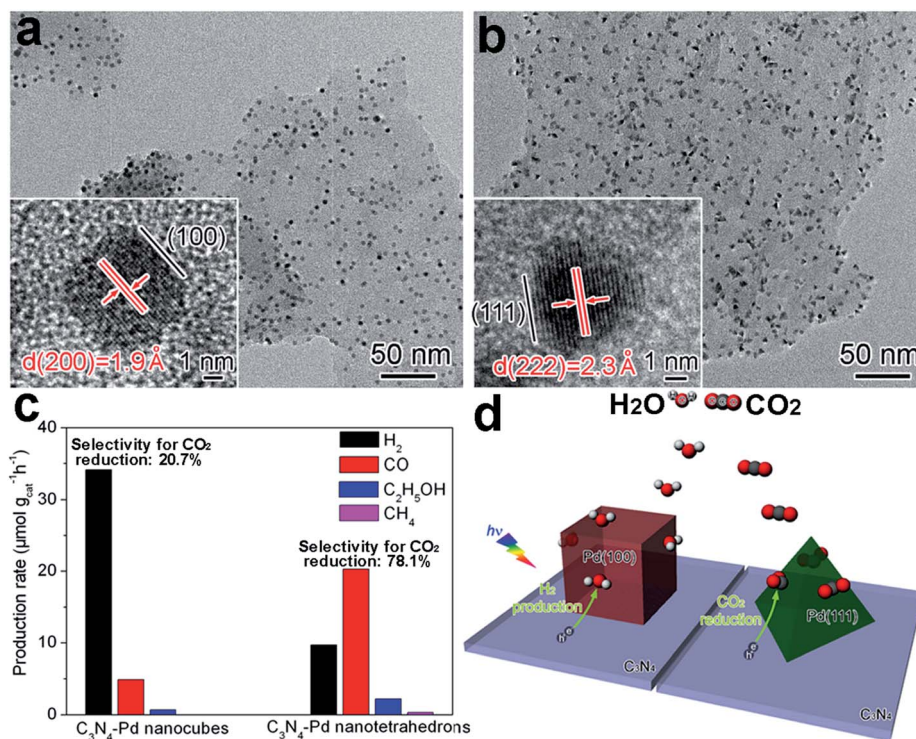 a
(100)
d(200)=1.9 Å
1 nm
50 nm
b
(111)
d(222)=2.3 Å
1 nm
50 nm
c
Production rate (μmol g_cat⁻¹h⁻¹)
40
30
20
10
0
Selectivity for CO₂
reduction: 20.7%
H₂
CO
C₂H₅OH
CH₄
Selectivity for CO₂
reduction: 78.1%
C₃N₄-Pd nanocubes
C₃N₄-Pd nanotetrahedrons
d
H₂O
CO₂
hν
Pd(100)
H₂
production
h e
C₃N₄
CO₂
reduction
h e
Pd(111)
C₃N₄